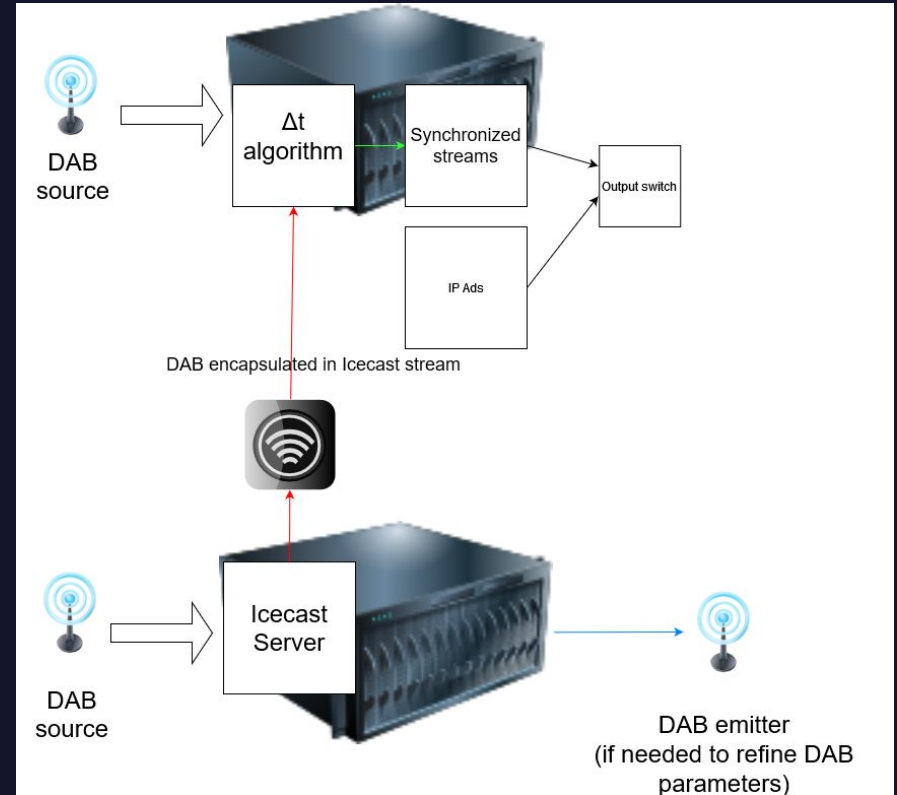 DAB
source
Δt
algorithm
Synchronized
streams
Output switch
IP Ads
DAB encapsulated in Icecast stream
DAB
source
Icecast
Server
DAB emitter
(if needed to refine DAB
parameters)